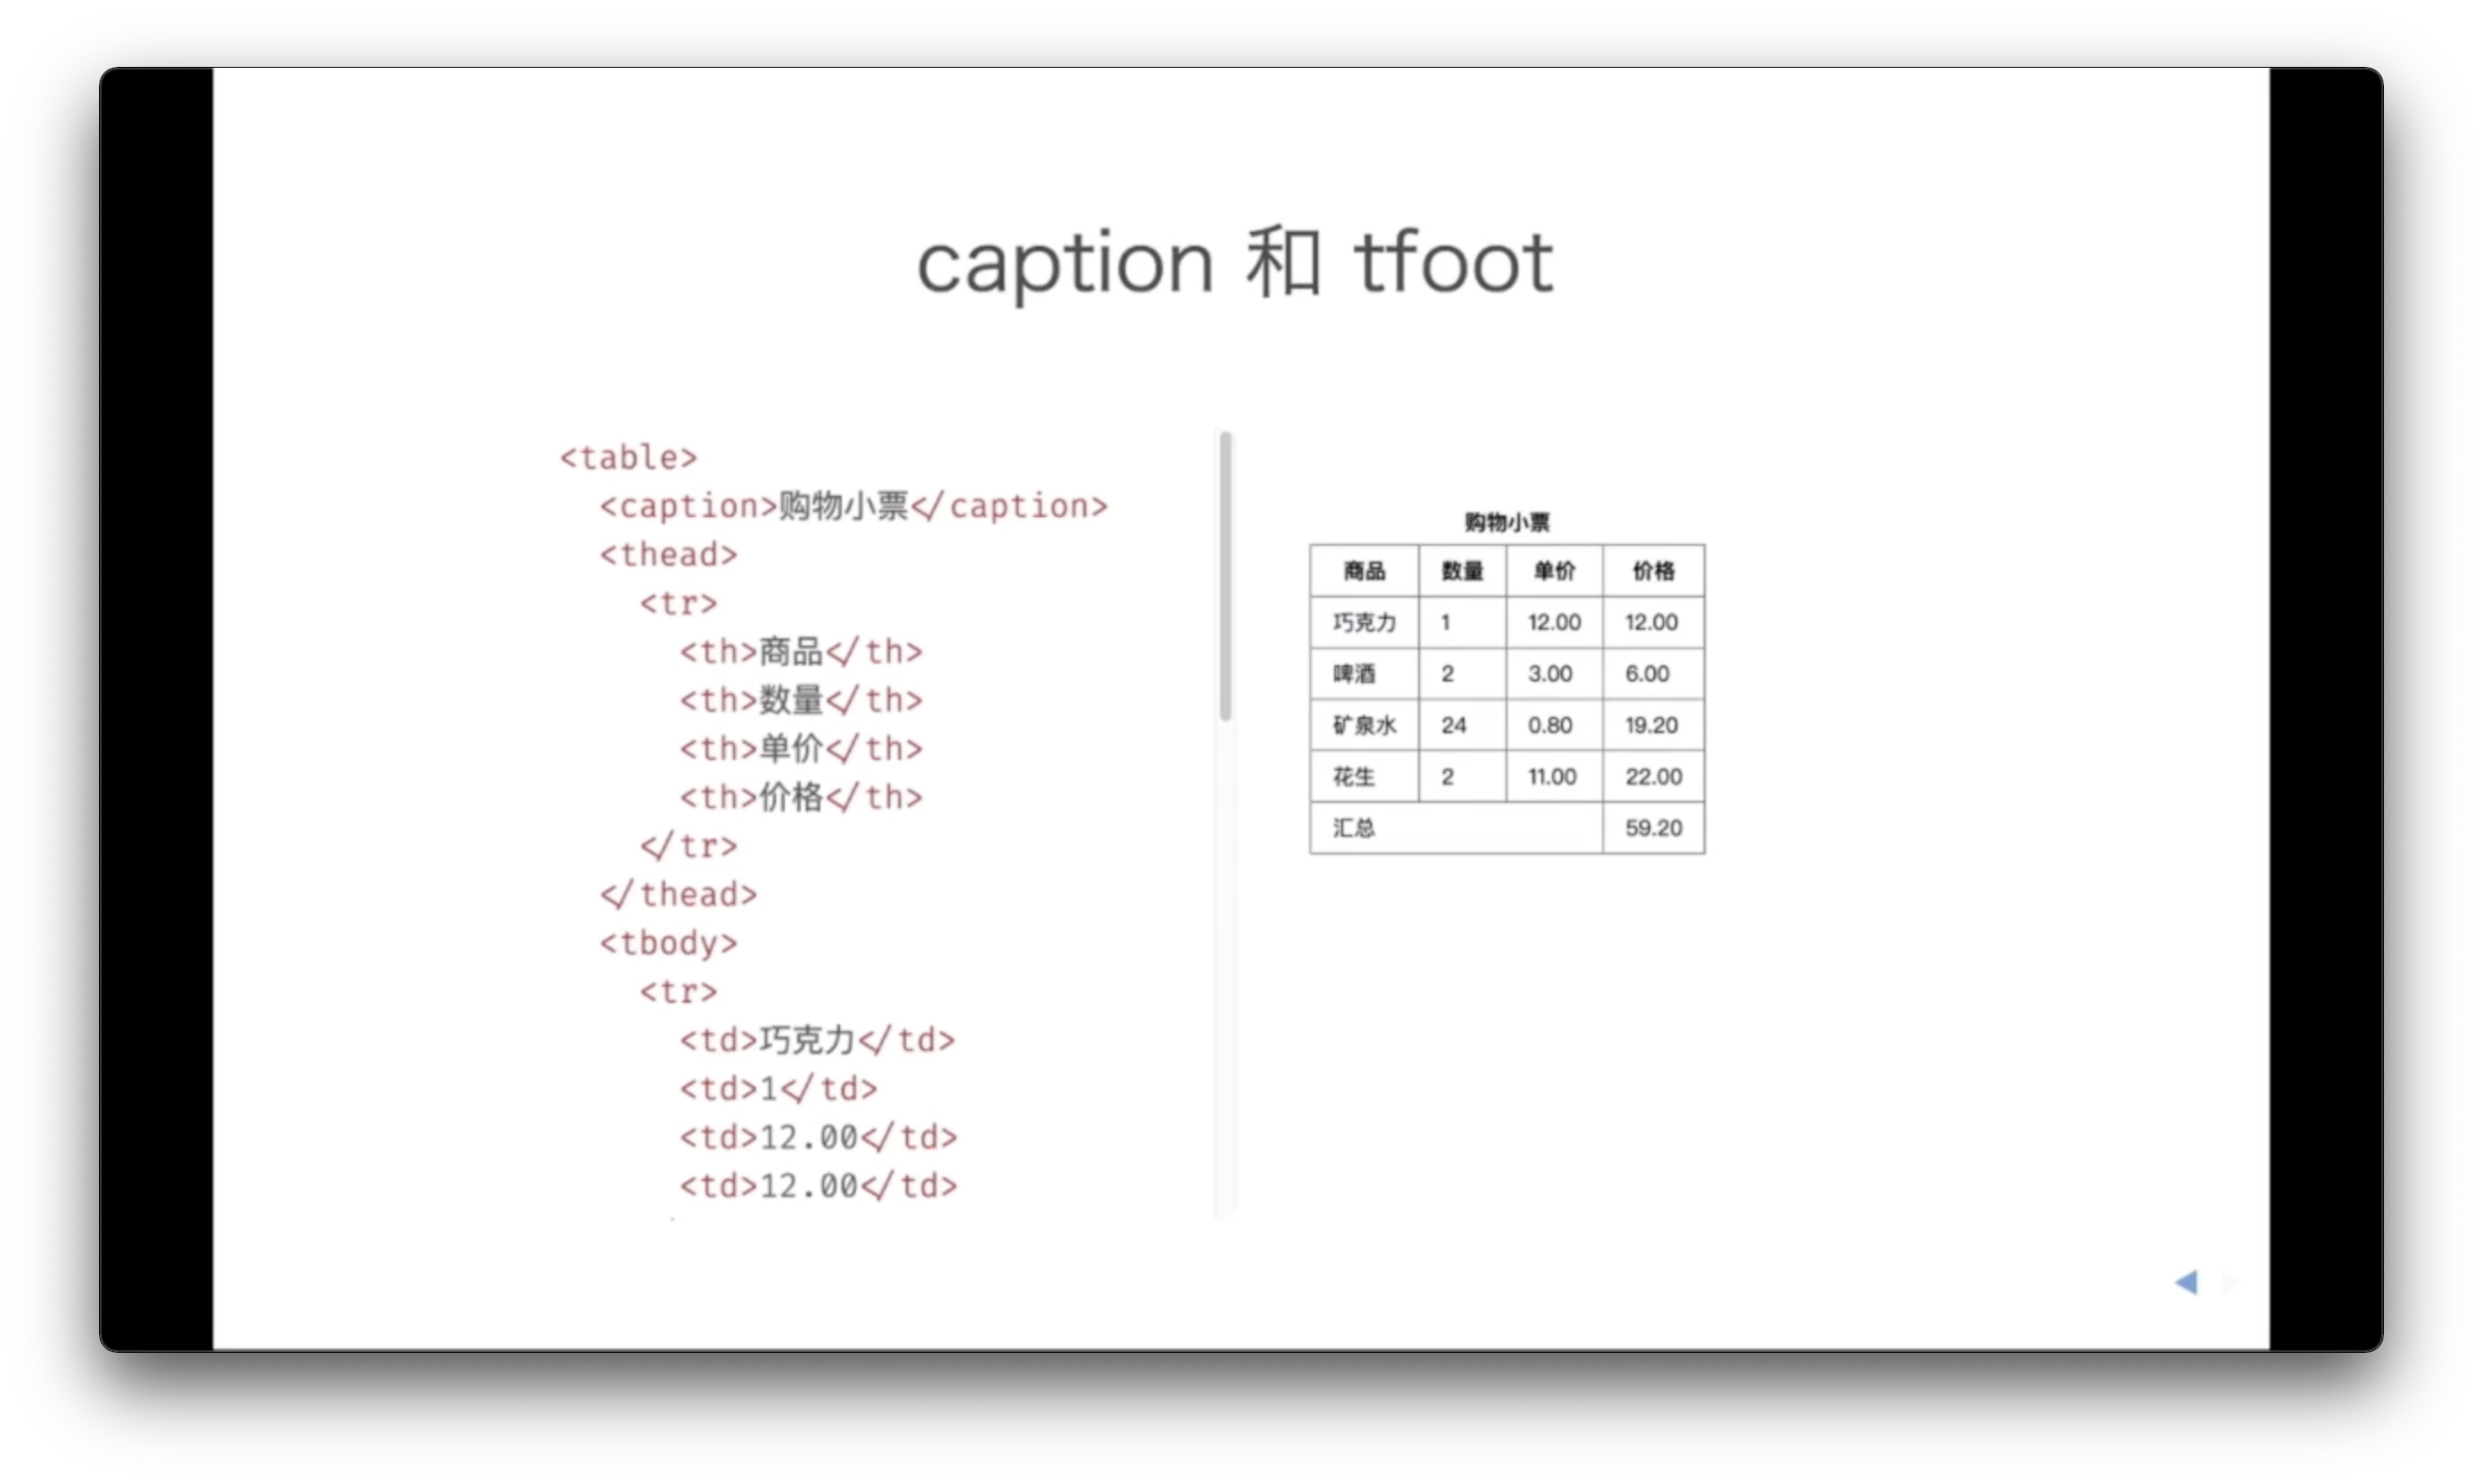 caption 和 tfoot
<table>
<caption>购物小票</caption>
<thead>
<tr>
<th>商品</th>
<th>数量</th>
<th>单价</th>
<th>价格</th>
</tr>
</thead>
<tbody>
<tr>
<td>巧克力</td>
<td>1</td>
<td>12.00</td>
<td>12.00</td>
购物小票
商品 数量 单价 价格
巧克力 1 12.00 12.00
啤酒 2 3.00 6.00
矿泉水 24 0.80 19.20
花生 2 11.00 22.00
汇总 59.20